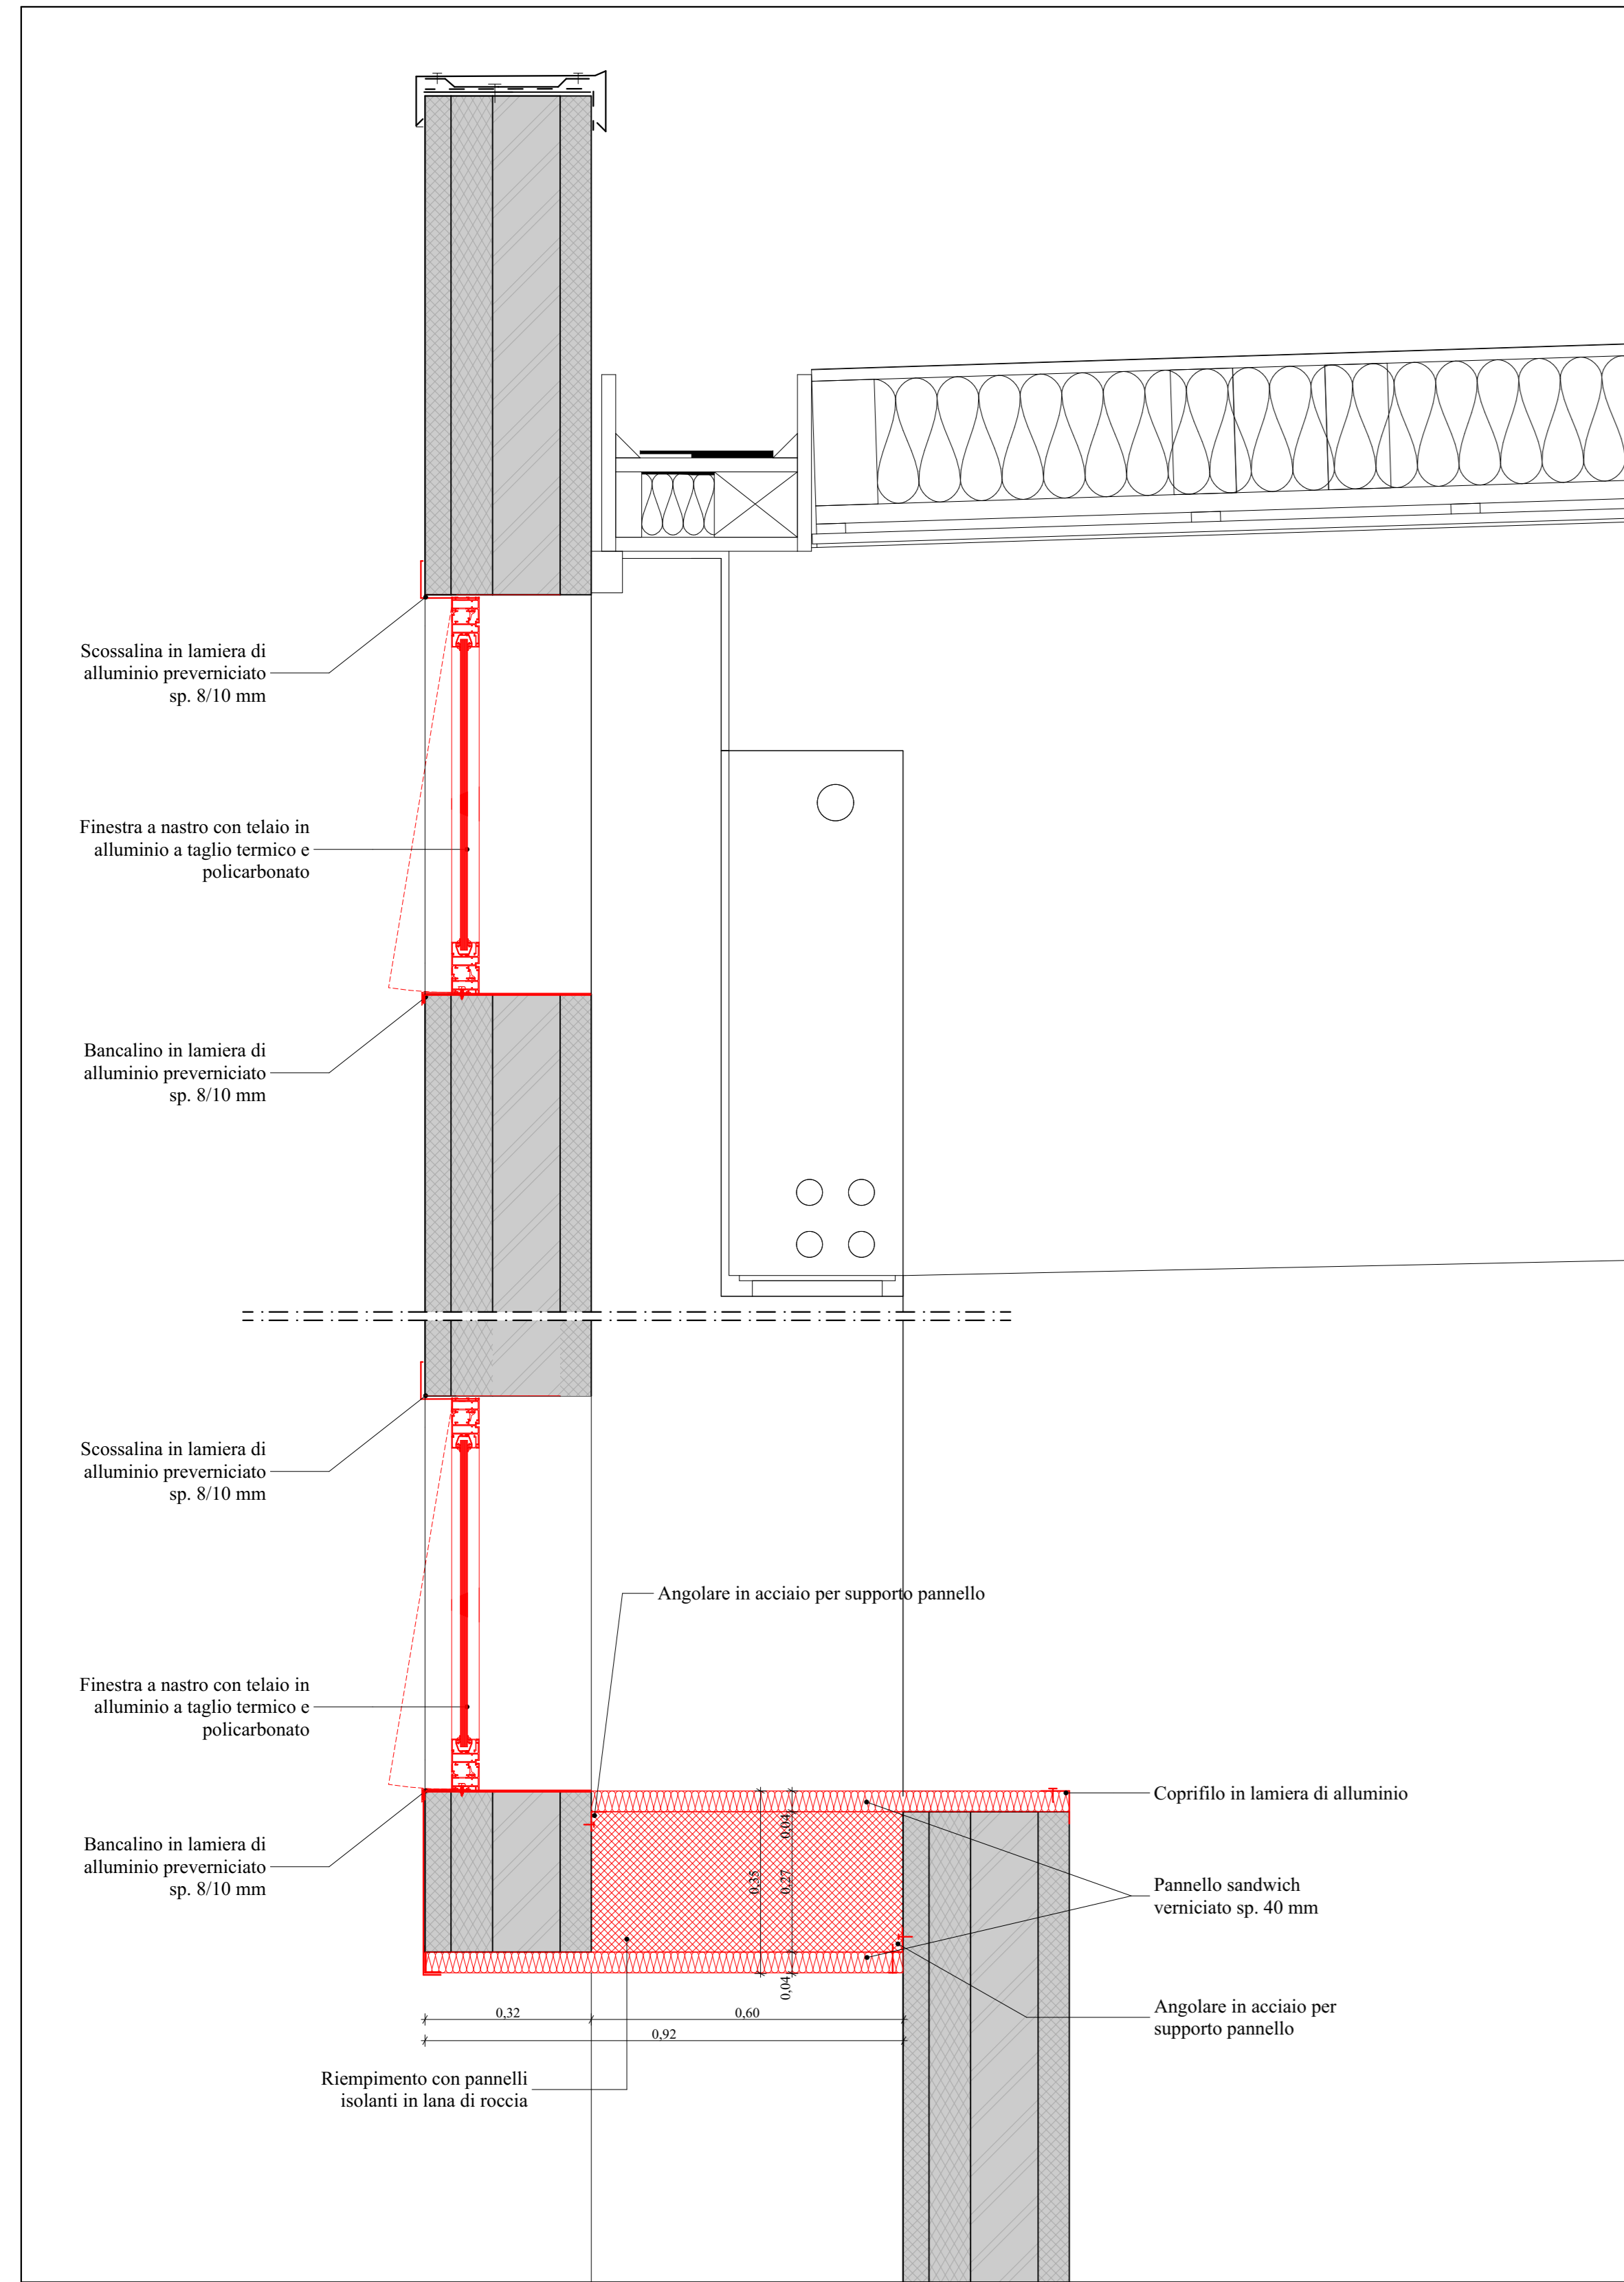 Scossalina in lamiera di
alluminio preverniciato
sp. 8/10 mm
Finestra a nastro con telaio in
alluminio a taglio termico e
policarbonato
Bancalino in lamiera di
alluminio preverniciato
sp. 8/10 mm
Scossalina in lamiera di
alluminio preverniciato
sp. 8/10 mm
Angolare in acciaio per supporto pannello
Finestra a nastro con telaio in
alluminio a taglio termico e
policarbonato
Coprifilo in lamiera di alluminio
Bancalino in lamiera di
alluminio preverniciato
sp. 8/10 mm
0,04
0,35
0,27
0,04
Pannello sandwich
verniciato sp. 40 mm
Angolare in acciaio per
supporto pannello
0,32
0,60
0,92
Riempimento con pannelli
isolanti in lana di roccia